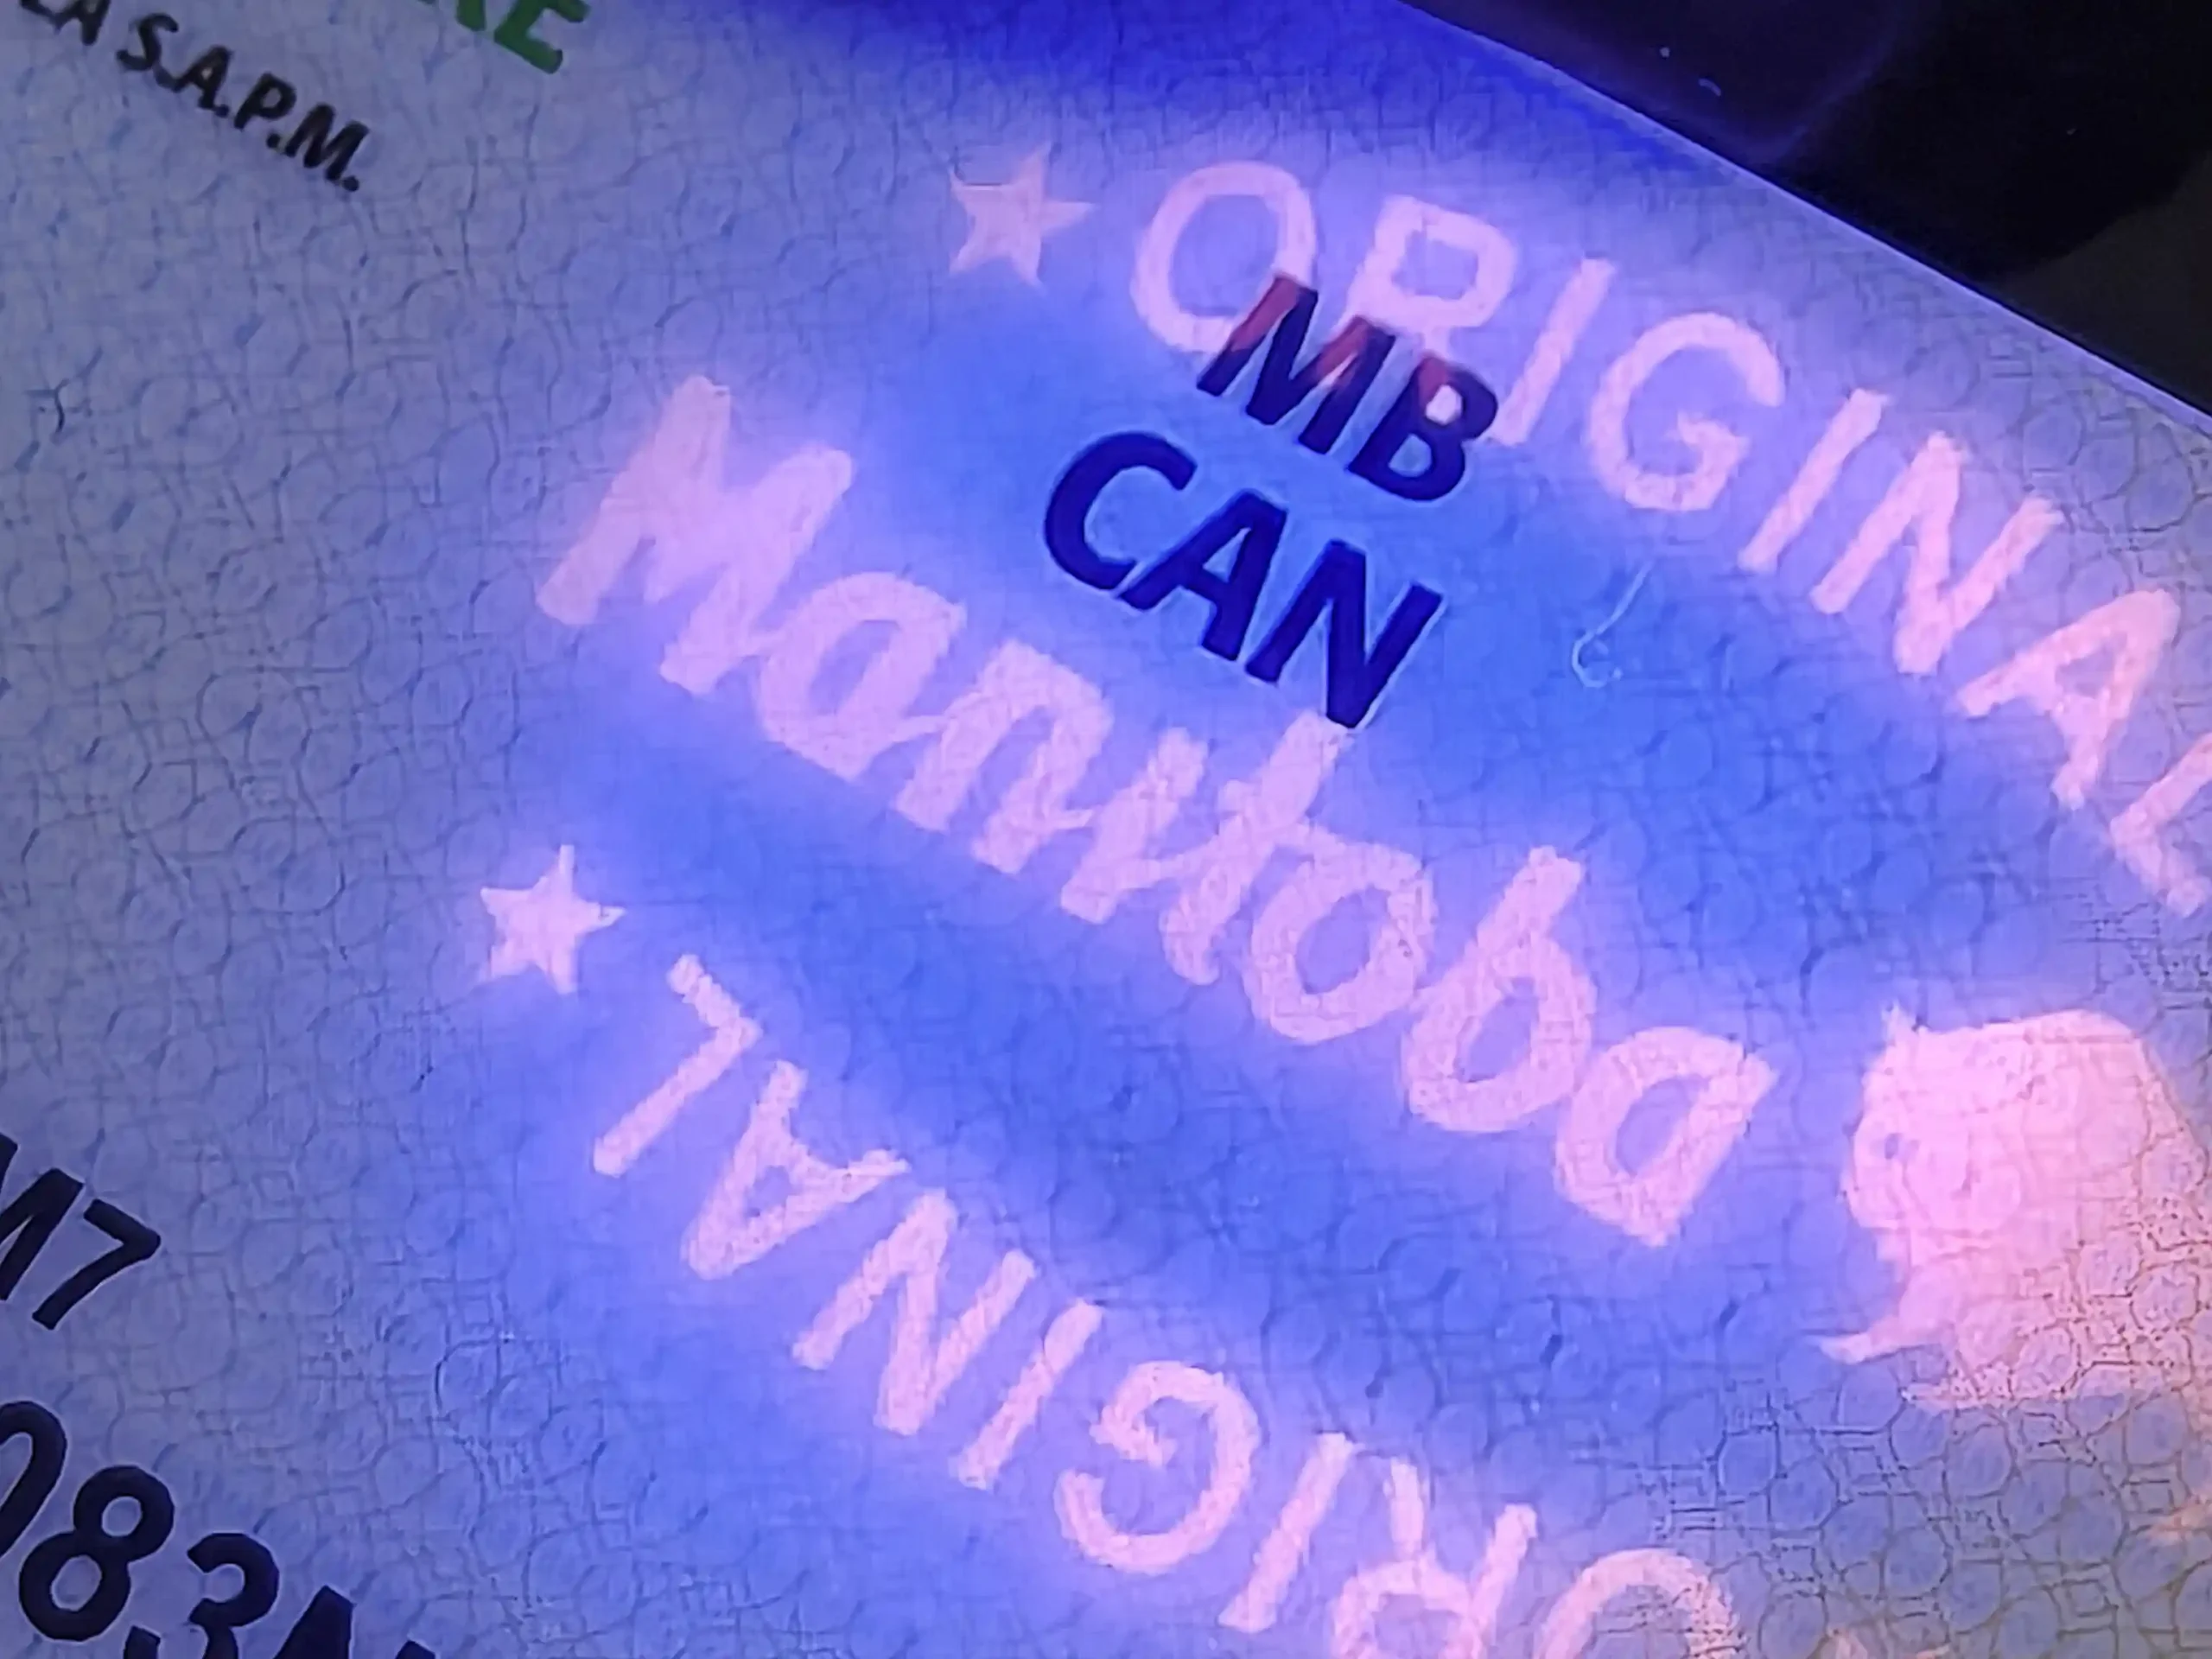 S.A.P.M.
ORIGINAL
MB
CAN
Manitoba
ORIGINAL
M7
083